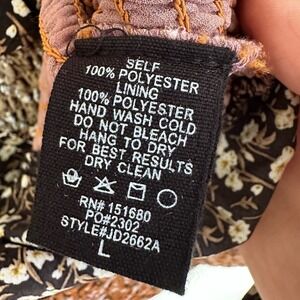 SELF
100% POLYESTER
LINING
100% POLYESTER
HAND WASH COLD
DO NOT BLEACH
HANG TO DRY
FOR BEST RESULTS
DRY CLEAN
RN# 151680
PO#2302
STYLE#JD2662A
L